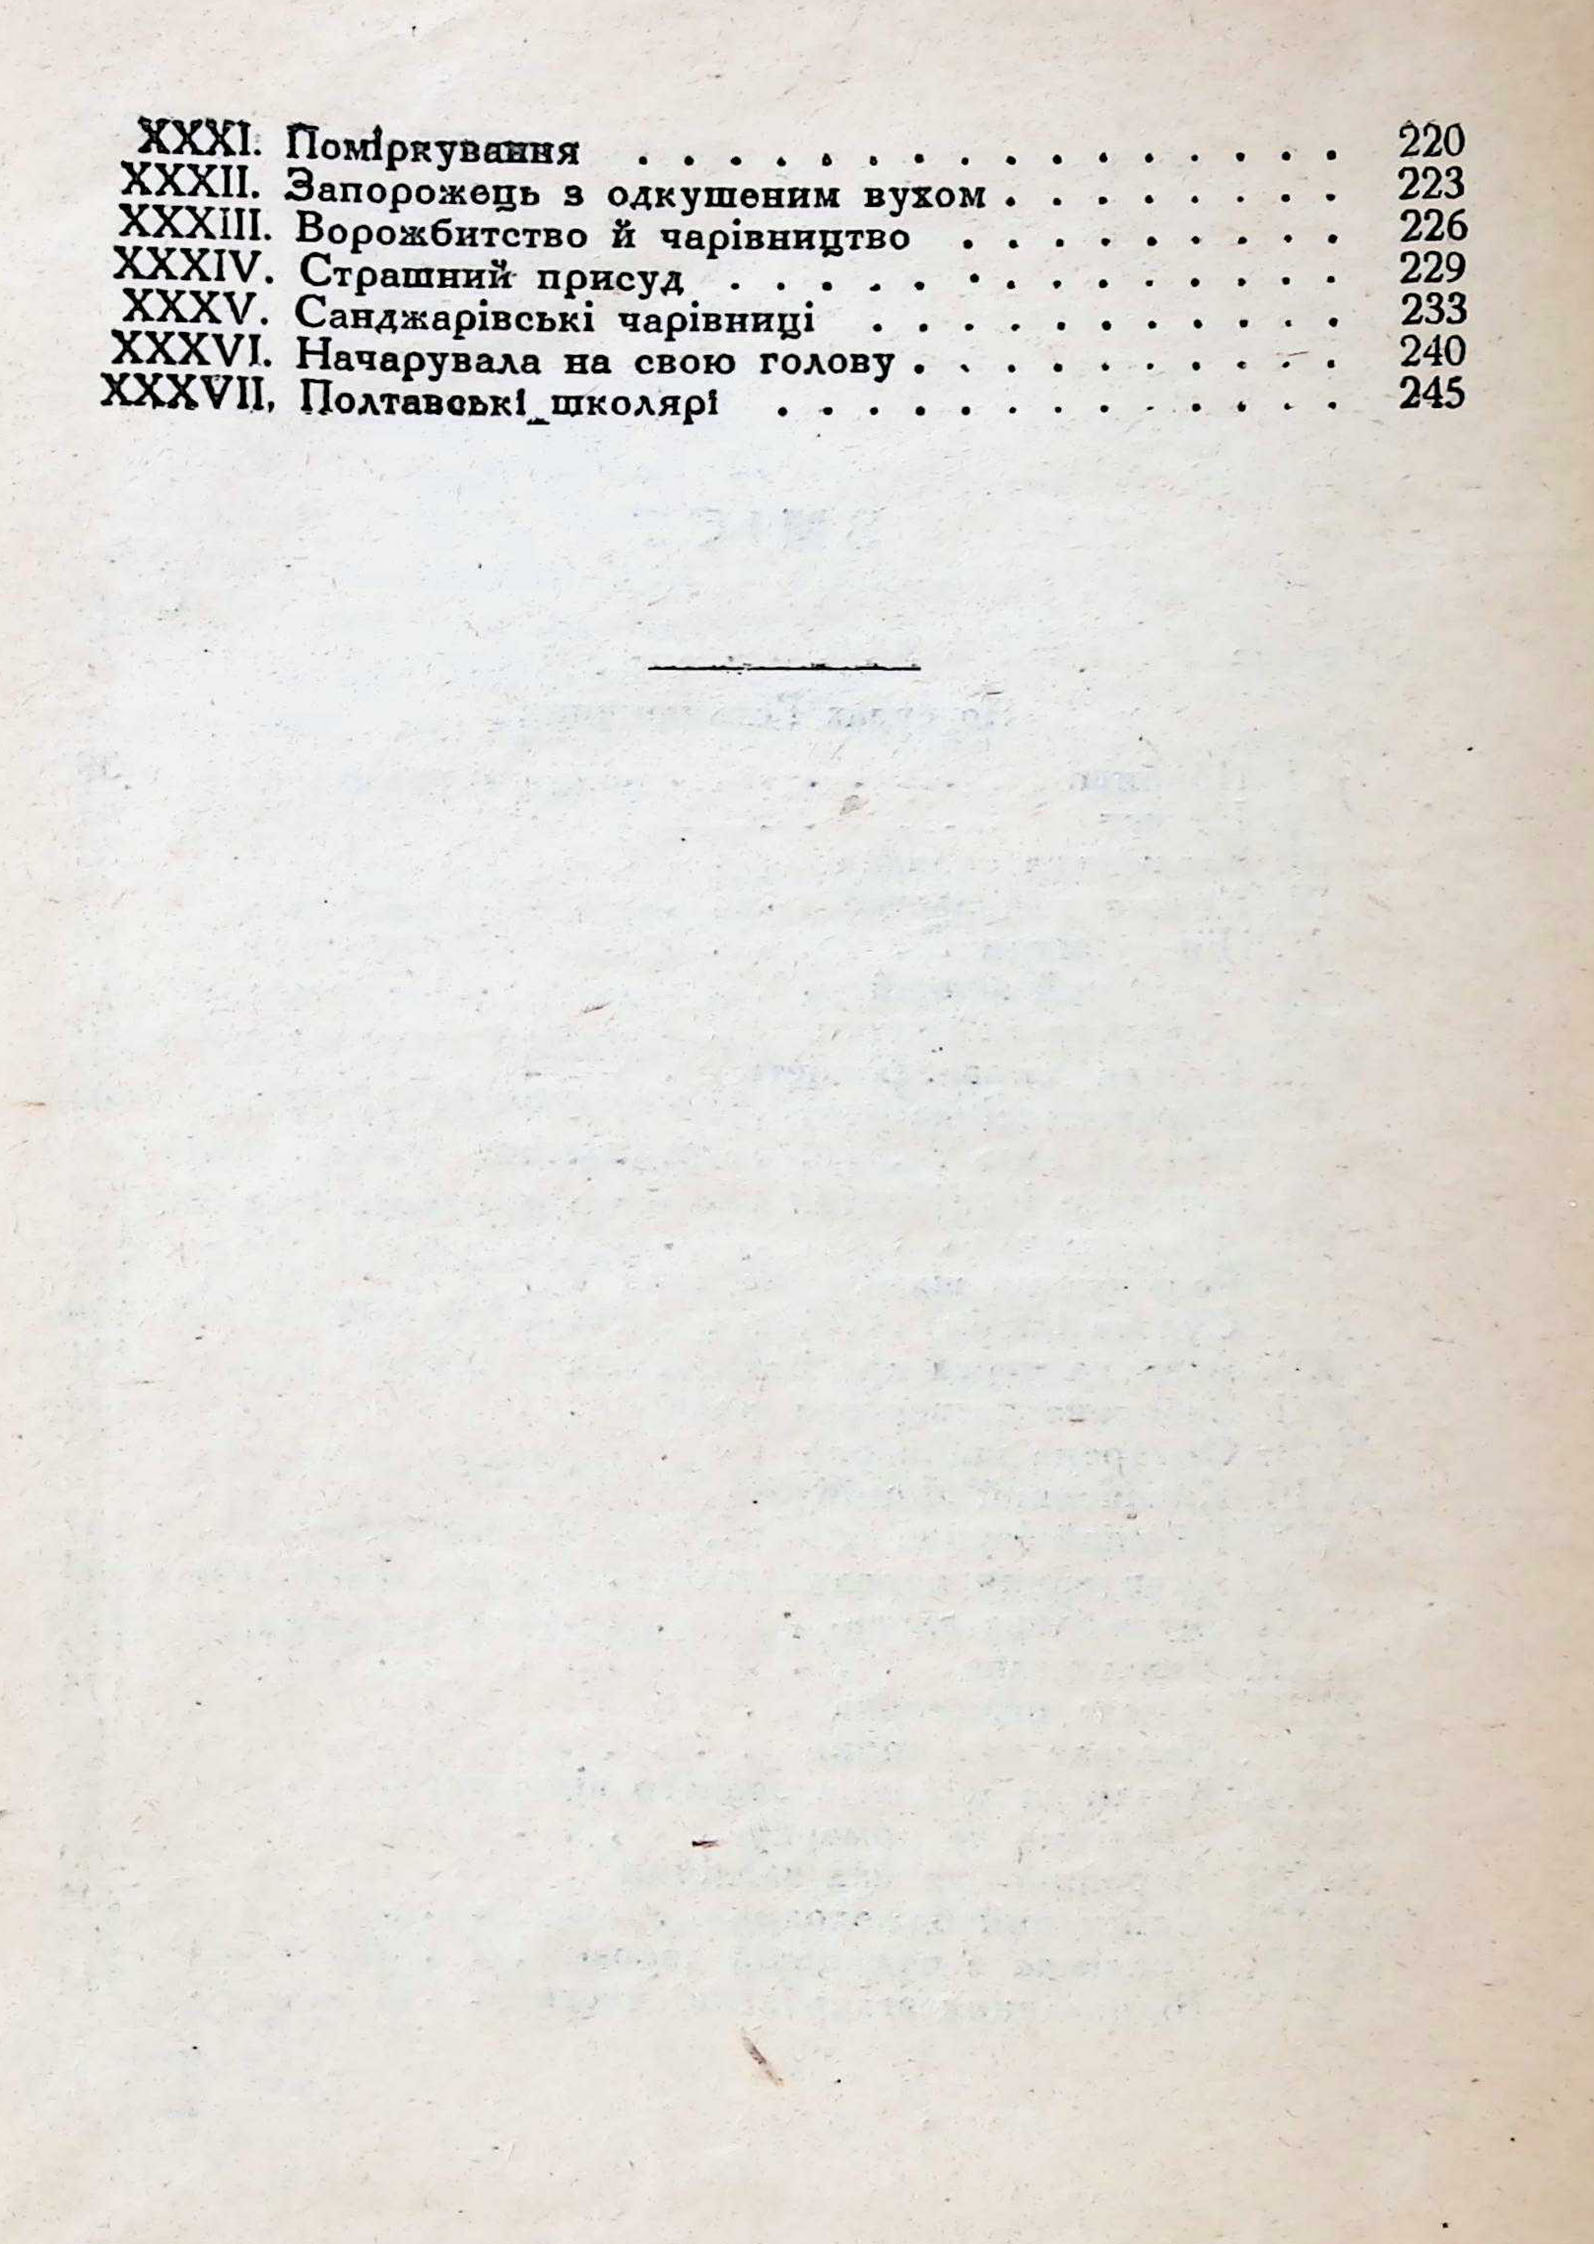 XXXI. Поміркування . . . . . . . . . . . . . . . . 220
XXXII. Запорожець з одкушеним вухом . . . . . . . . 223
XXXIII. Ворожбитство й чарівництво . . . . . . . . . 226
XXXIV. Страшний присуд . . . . . . . . . . . . . . 229
XXXV. Санджарівські чарівниці . . . . . . . . . . . 233
XXXVI. Начарувала на свою голову . . . . . . . . . . 240
XXXVII, Полтавські школярі . . . . . . . . . . . . . 245